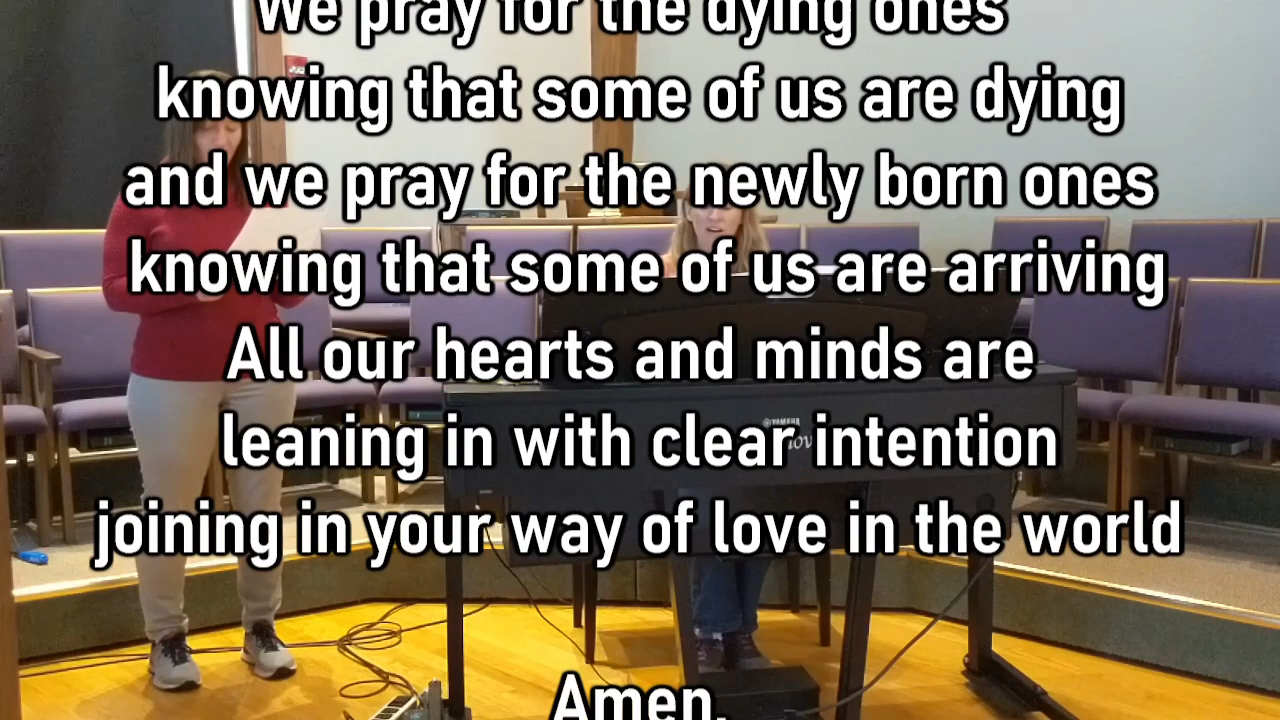 We pray for the dying ones
knowing that some of us are dying
and we pray for the newly born ones
knowing that some of us are arriving
All our hearts and minds are
leaning in with clear intention
joining in your way of love in the world
YAMAHA
Amen.